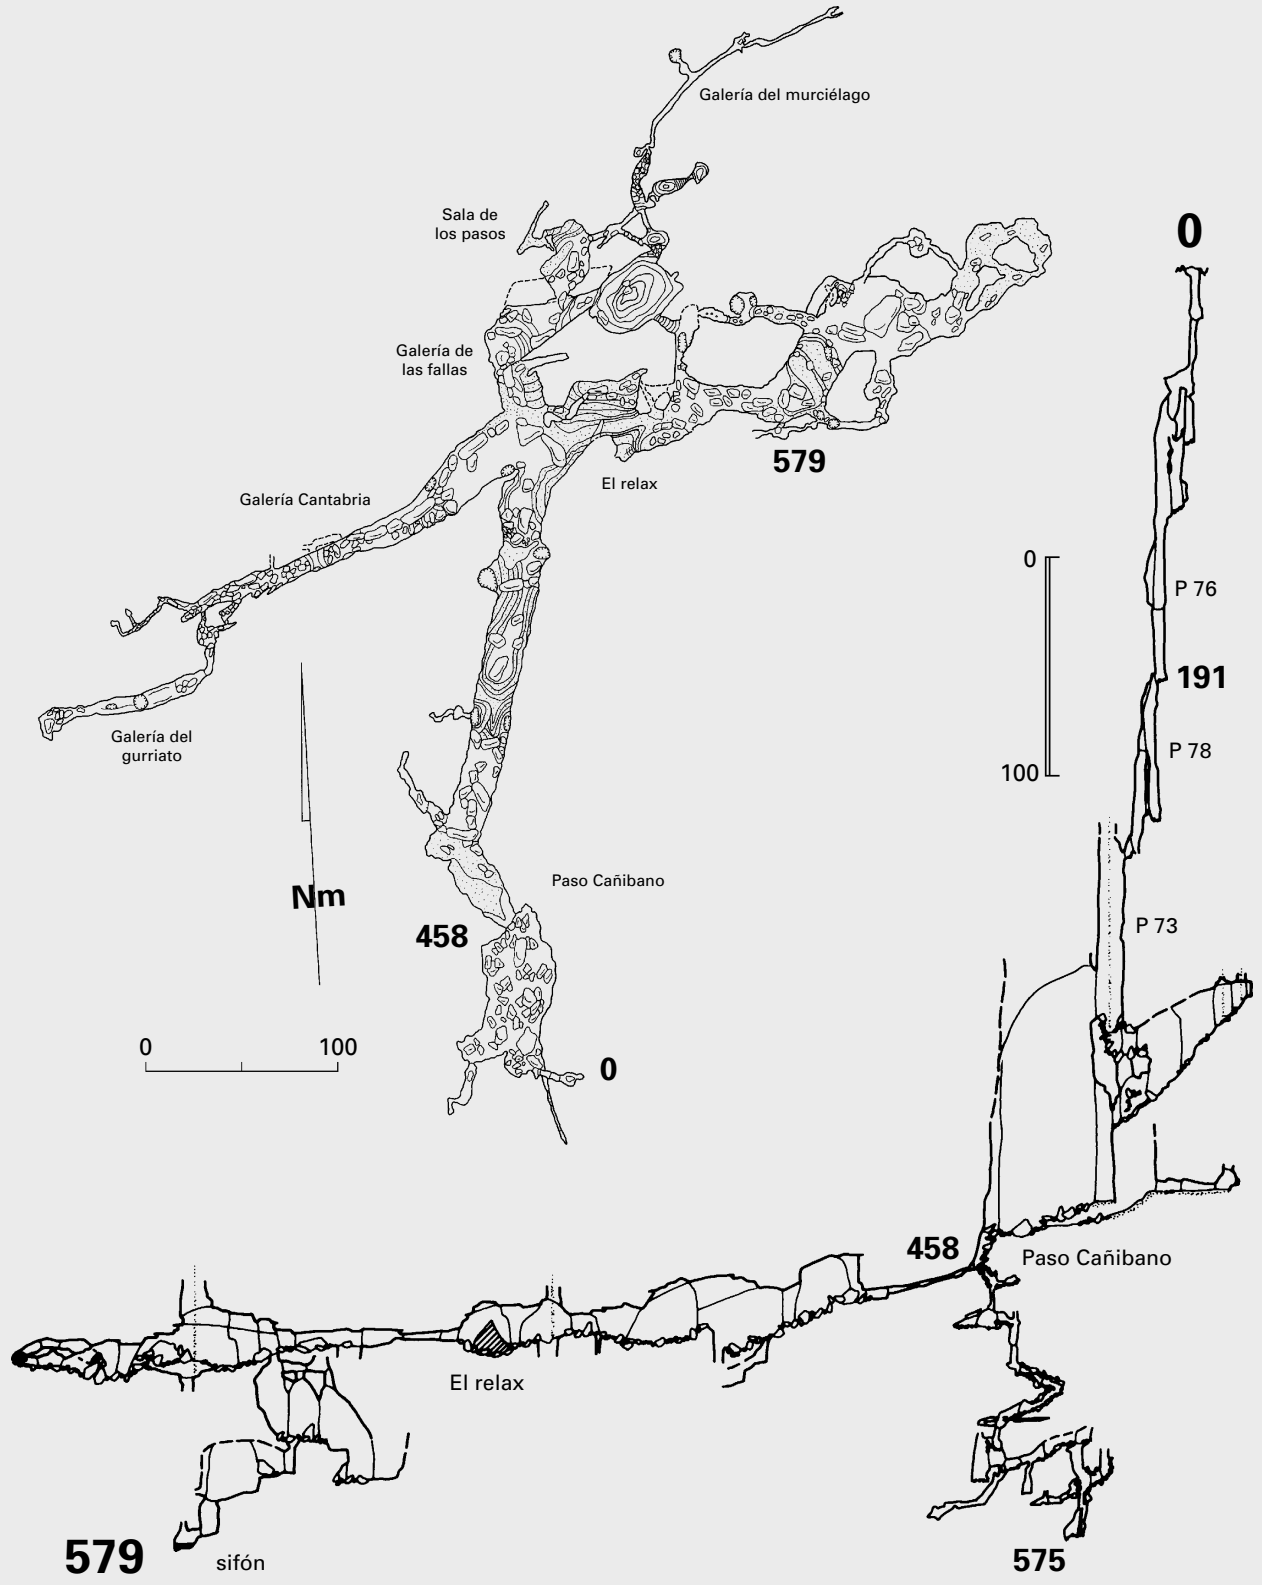 Galería del murciélago
Sala de
los pasos
0
Galería de
las fallas
579
El relax
Galería Cantabria
0
P 76
191
Galería del
gurriato
P 78
100
Nm
Paso Cañibano
458
P 73
0
100
0
458
Paso Cañibano
El relax
579
sifón
575